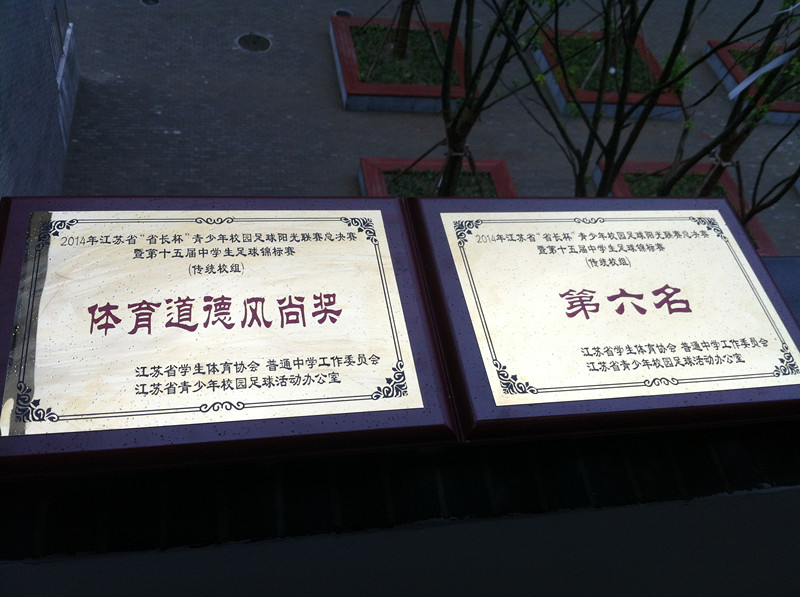 2014年江苏省“省长杯”青少年校园足球阳光联赛总决赛
暨第十五届中学生足球锦标赛
(传统校组)
体育道德风尚奖
江苏省学生体育协会 普通中学工作委员会
江苏省青少年校园足球活动办公室
2014年江苏省“省长杯”青少年校园足球阳光联赛总决赛
暨第十五届中学生足球锦标赛
(传统校组)
第六名
江苏省学生体育协会 普通中学工作委员会
江苏省青少年校园足球活动办公室